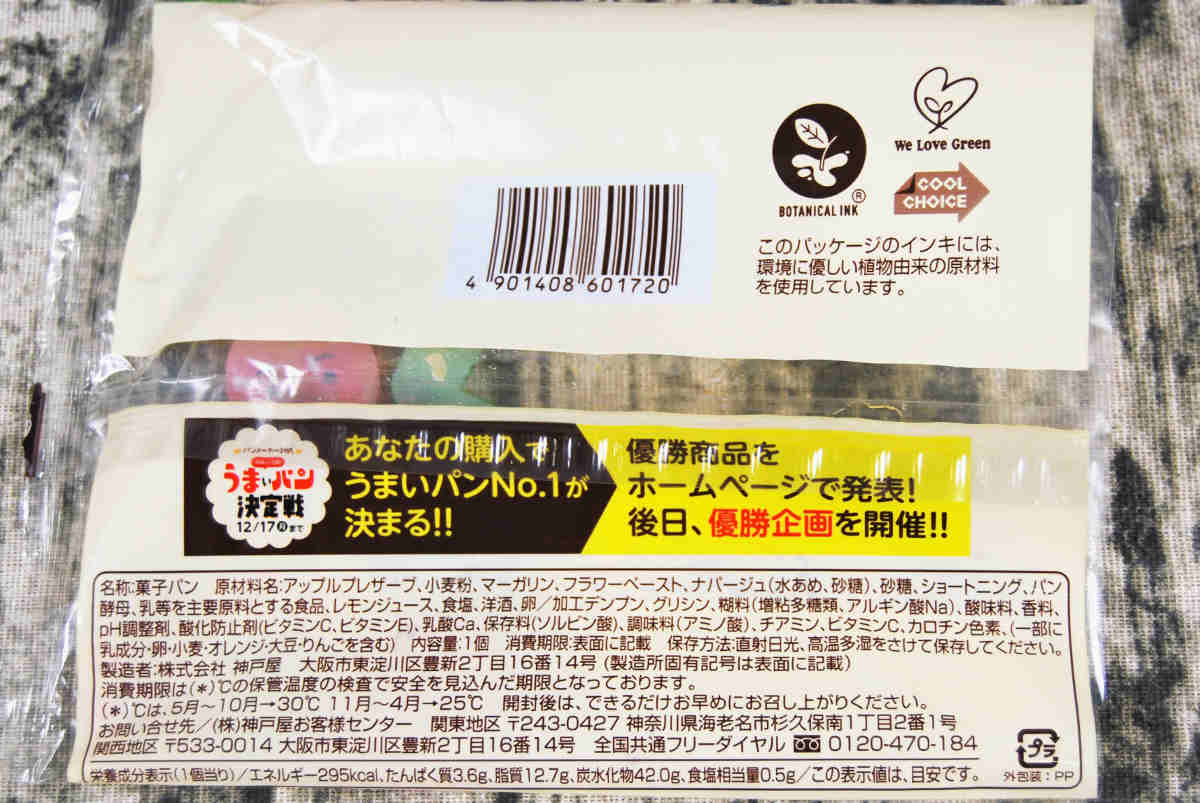 We Love Green
BOTANICAL INK ®
COOL
CHOICE
このパッケージのインキには、
環境に優しい植物由来の原材料
を使用しています。
4 901408 601720
うまいパン
決定戦
12/17(月)まで
あなたの購入で
うまいパンNo.1が
決まる!!
優勝商品を
ホームページで発表!
後日、優勝企画を開催!!
名称:菓子パン 原材料名:アップルプレザーブ、小麦粉、マーガリン、フラワーペースト、ナパージュ(水あめ、砂糖)、砂糖、ショートニング、パン
酵母、乳等を主要原料とする食品、レモンジュース、食塩、洋酒、卵/加工デンプン、グリシン、糊料(増粘多糖類、アルギン酸Na)、酸味料、香料、
pH調整剤、酸化防止剤(ビタミンC、ビタミンE)、乳酸Ca、保存料(ソルビン酸)、調味料(アミノ酸)、チアミン、ビタミンC、カロチン色素、(一部に
乳成分・卵・小麦・オレンジ・大豆・りんごを含む) 内容量:1個 消費期限:表面に記載 保存方法:直射日光、高温多湿をさけて保存してください。
製造者:株式会社 神戸屋 大阪市東淀川区豊新2丁目16番14号 (製造所固有記号は表面に記載)
消費期限は(*)℃の保管温度の検査で安全を見込んだ期限となっております。
(*)℃は、5月~10月→30℃ 11月~4月→25℃ 開封後は、できるだけお早めにお召し上がりください。
お問い合せ先/(株)神戸屋お客様センター 関東地区 〒243-0427 神奈川県海老名市杉久保南1丁目2番1号
関西地区 〒533-0014 大阪市東淀川区豊新2丁目16番14号 全国共通フリーダイヤル 0120-470-184
プラ
外包装:PP
栄養成分表示(1個当り)/エネルギー295kcal、たんぱく質3.6g、脂質12.7g、炭水化物42.0g、食塩相当量0.5g/この表示値は、目安です。